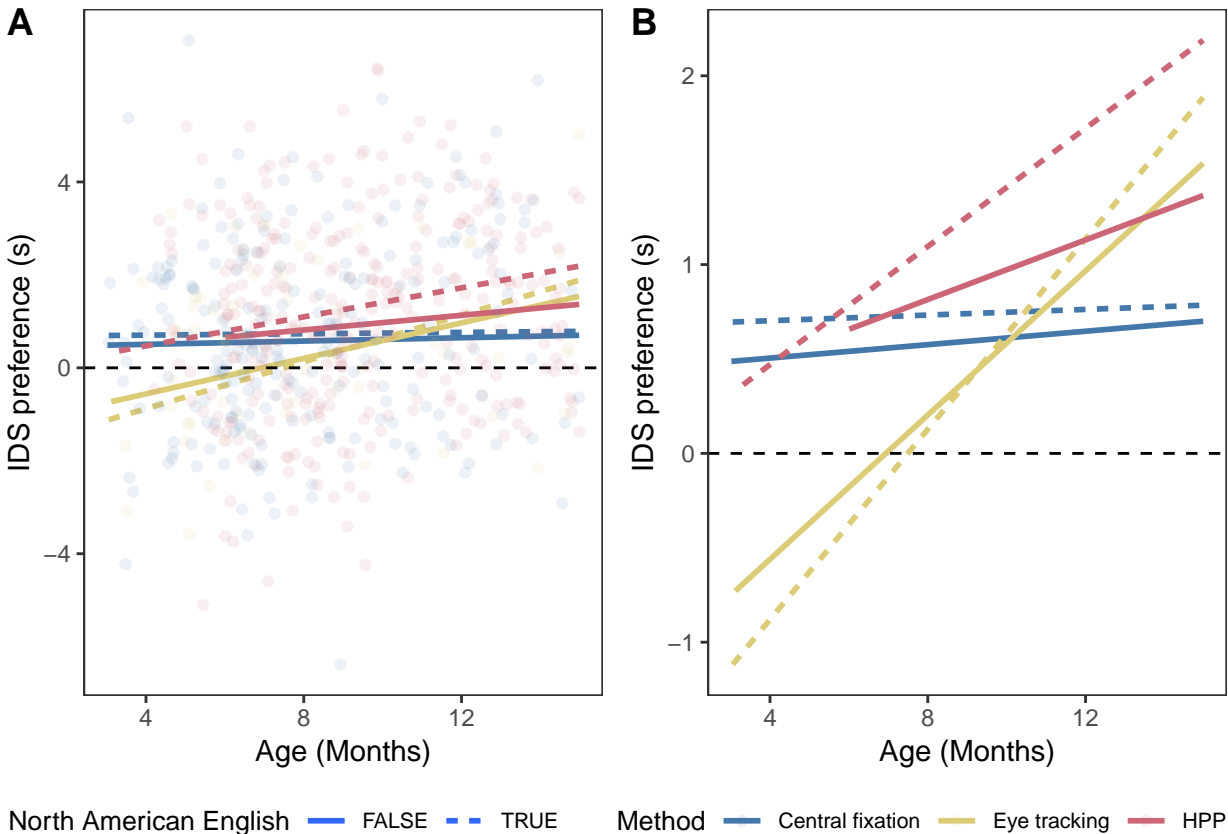 A
B
4
0
−4
4
8
12
IDS preference (s)
Age (Months)
2
1
0
−1
4
8
12
IDS preference (s)
Age (Months)
North American English FALSE TRUE Method Central fixation Eye tracking HPP